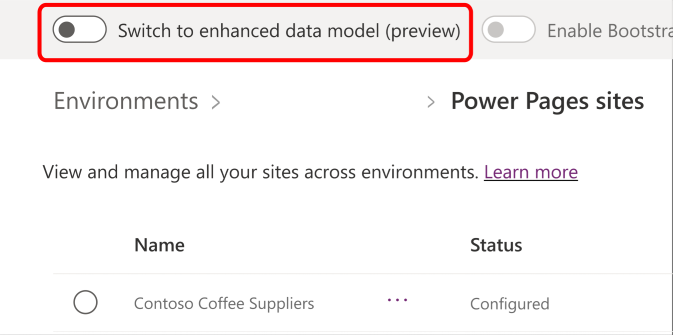 Switch to enhanced data model (preview) Enable Bootstra
Environments > > Power Pages sites
View and manage all your sites across environments. Learn more
Name Status
Contoso Coffee Suppliers ... Configured